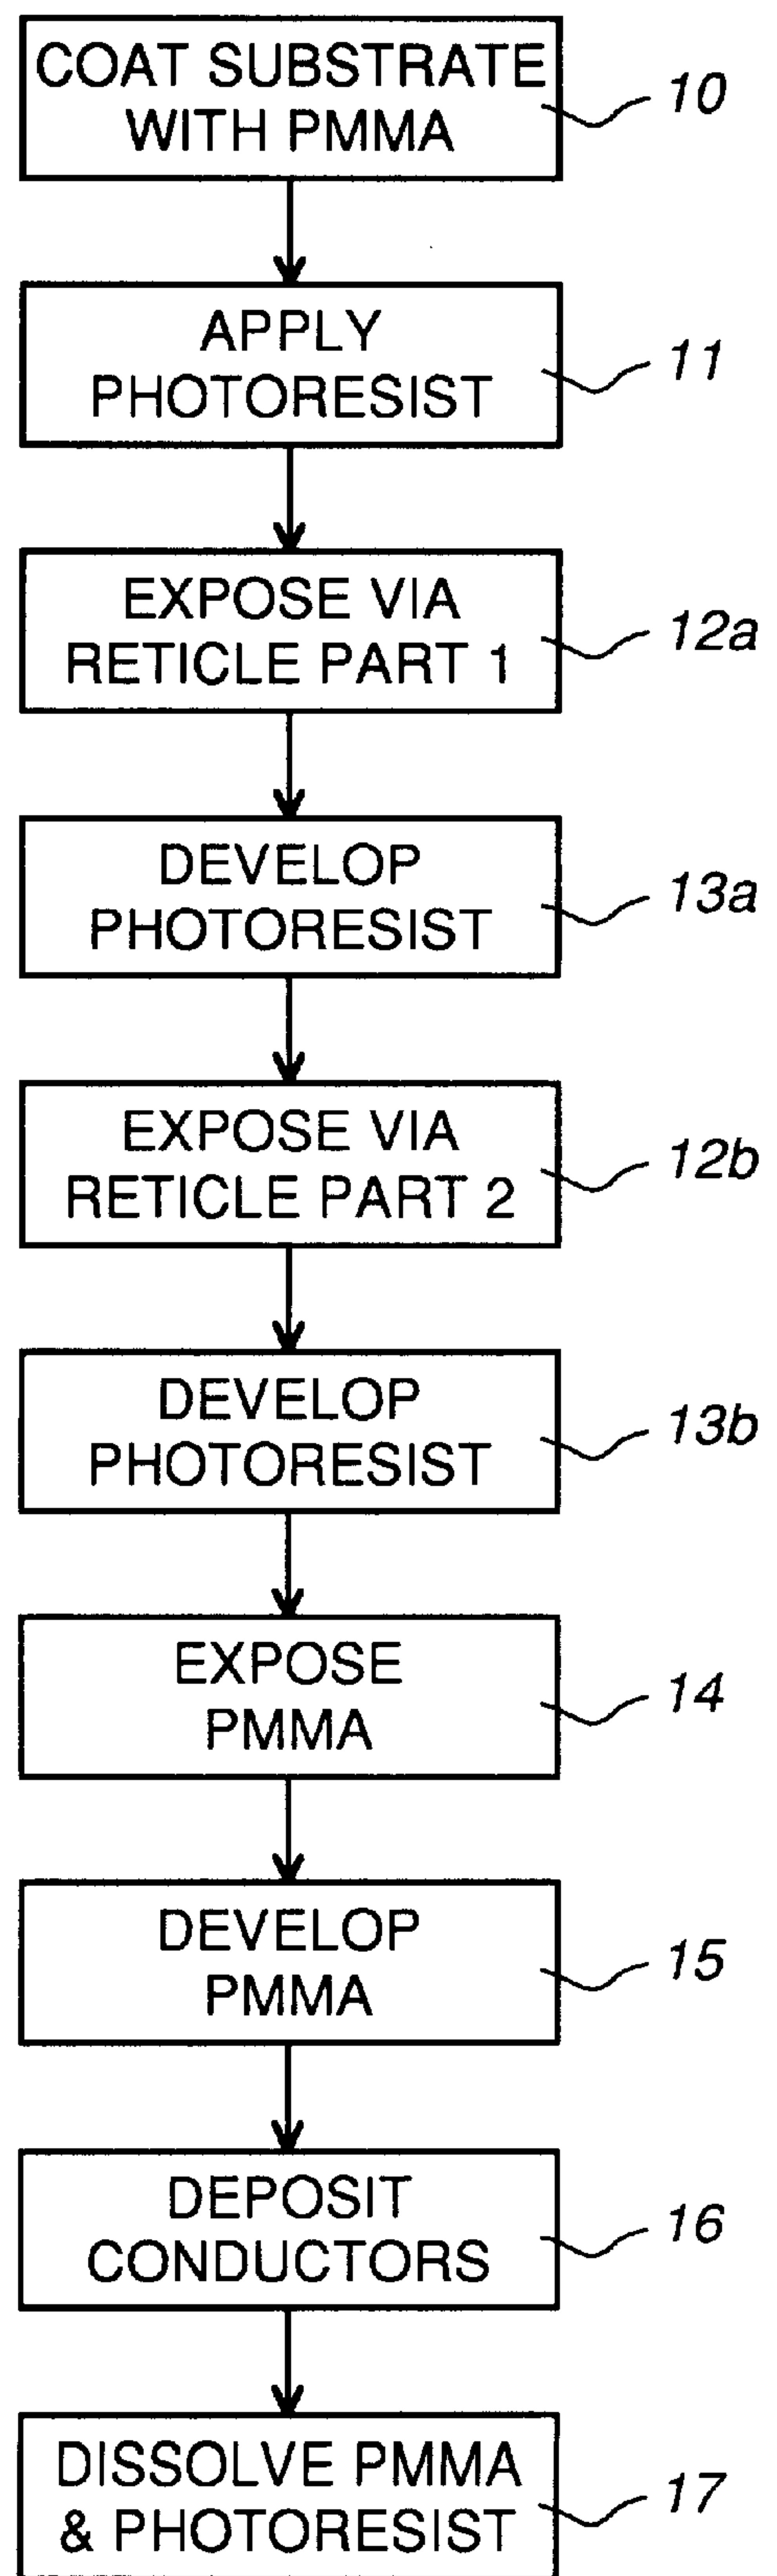 COAT SUBSTRATE
WITH PMMA
10
APPLY
PHOTORESIST
11
EXPOSE VIA
RETICLE PART 1
12a
DEVELOP
PHOTORESIST
13a
EXPOSE VIA
RETICLE PART 2
12b
DEVELOP
PHOTORESIST
13b
EXPOSE
PMMA
14
DEVELOP
PMMA
15
DEPOSIT
CONDUCTORS
16
DISSOLVE PMMA
& PHOTORESIST
17